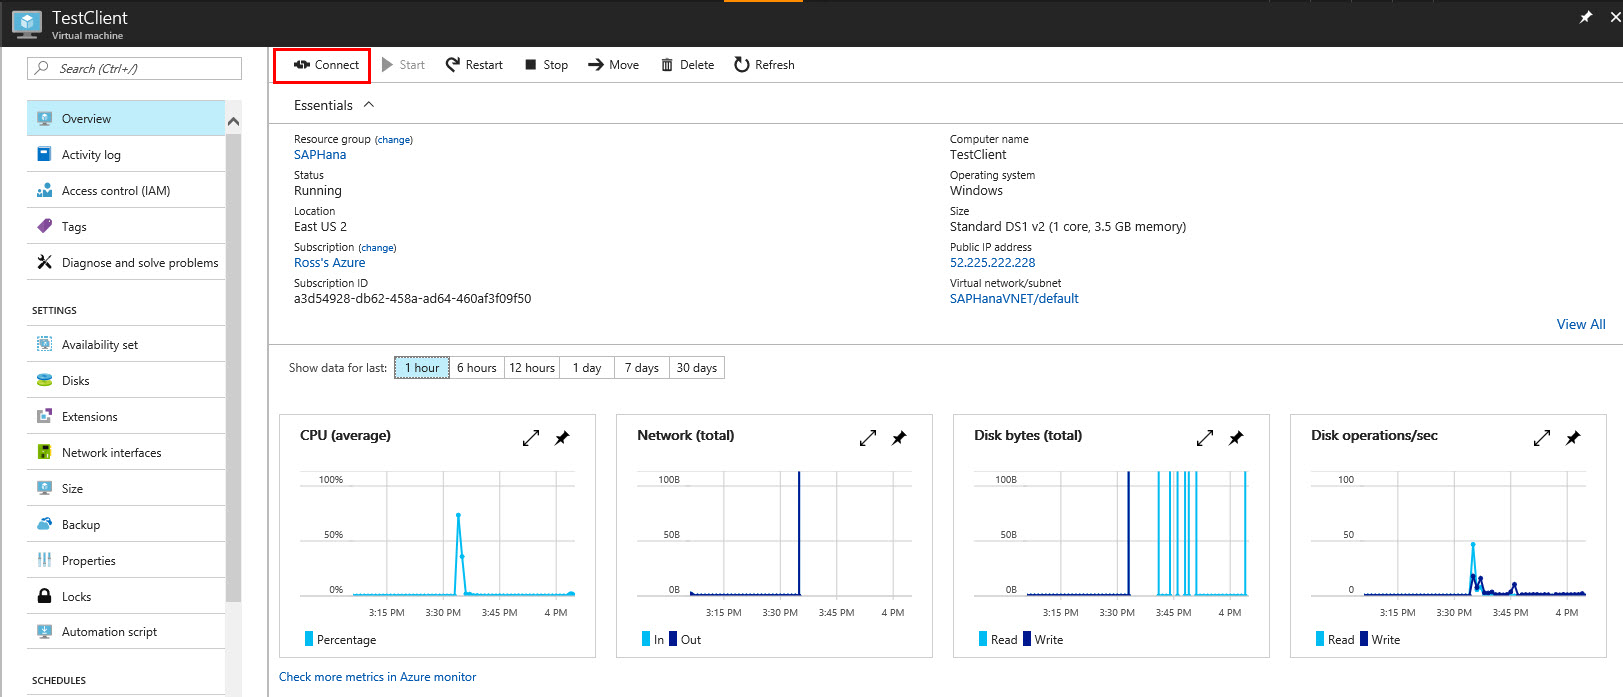 TestClient
Virtual machine
Search (Ctrl+/)
Overview
Activity log
Access control (IAM)
Tags
Diagnose and solve problems
SETTINGS
Availability set
Disks
Extensions
Network interfaces
Size
Backup
Properties
Locks
Automation script
SCHEDULES
Connect Start Restart Stop Move Delete Refresh
Essentials
Resource group (change)
SAPHana
Status
Running
Location
East US 2
Subscription (change)
Ross's Azure
Subscription ID
a3d54928-db62-458a-ad64-460af3f09f50
Computer name
TestClient
Operating system
Windows
Size
Standard DS1 v2 (1 core, 3.5 GB memory)
Public IP address
52.225.222.228
Virtual network/subnet
SAPHanaVNET/default
View All
Show data for last: 1 hour 6 hours 12 hours 1 day 7 days 30 days
CPU (average)
100%
50%
0%
3:15 PM 3:30 PM 3:45 PM 4 PM
Percentage
Network (total)
100B
50B
0B
3:15 PM 3:30 PM 3:45 PM 4 PM
In Out
Disk bytes (total)
100B
50B
0B
3:15 PM 3:30 PM 3:45 PM 4 PM
Read Write
Disk operations/sec
100
50
0
3:15 PM 3:30 PM 3:45 PM 4 PM
Read Write
Check more metrics in Azure monitor